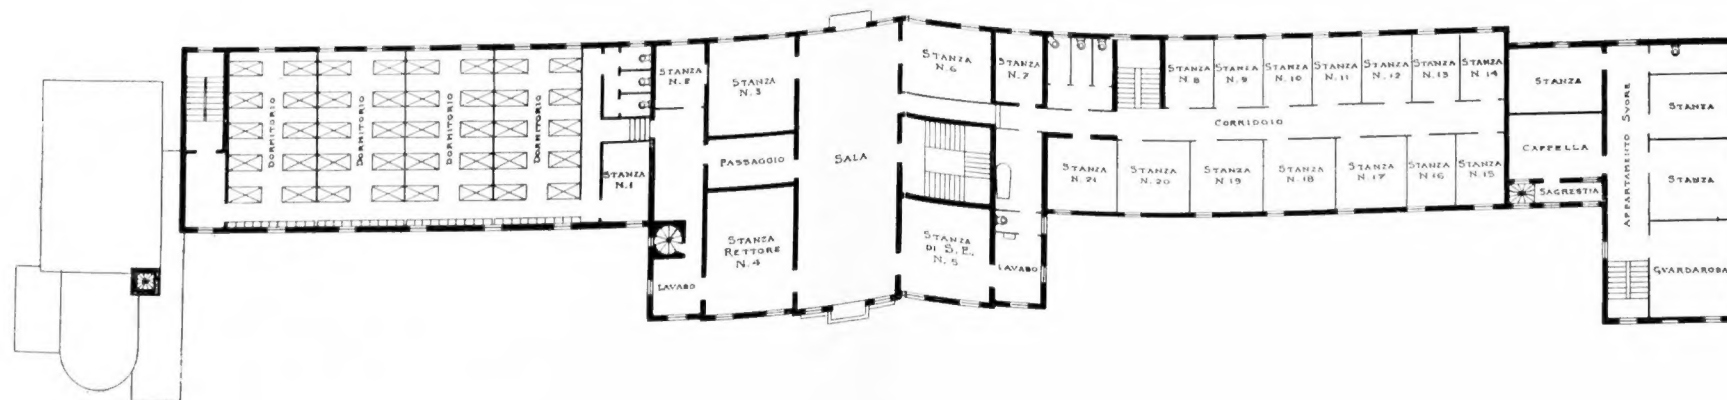 DORMITORIO
DORMITORIO
DORMITORIO
DORMITORIO
STANZA
N. 1
STANZA
N. 2
STANZA
N. 3
PASSAGGIO
STANZA
RETTORE
N. 4
LAVABO
SALA
STANZA
N. 6
STANZA
DI S. E.
N. 5
STANZA
N. 7
LAVABO
STANZA
N. 8
STANZA
N. 9
STANZA
N. 10
STANZA
N. 11
STANZA
N. 12
STANZA
N. 13
STANZA
N. 14
CORRIDOIO
STANZA
N. 21
STANZA
N. 20
STANZA
N. 19
STANZA
N. 18
STANZA
N. 17
STANZA
N. 16
STANZA
N. 15
STANZA
CAPPELLA
SAGRESTIA
APPARTAMENTO SUORE
STANZA
STANZA
GUARDAROBA